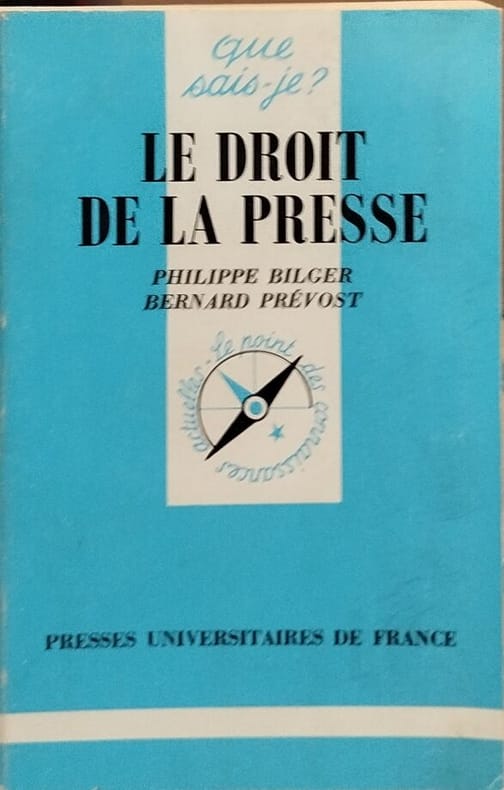 que
sais-je?
LE DROIT
DE LA PRESSE
PHILIPPE BILGER
BERNARD PRÉVOST
le point des connaissances actuelles -
PRESSES UNIVERSITAIRES DE FRANCE